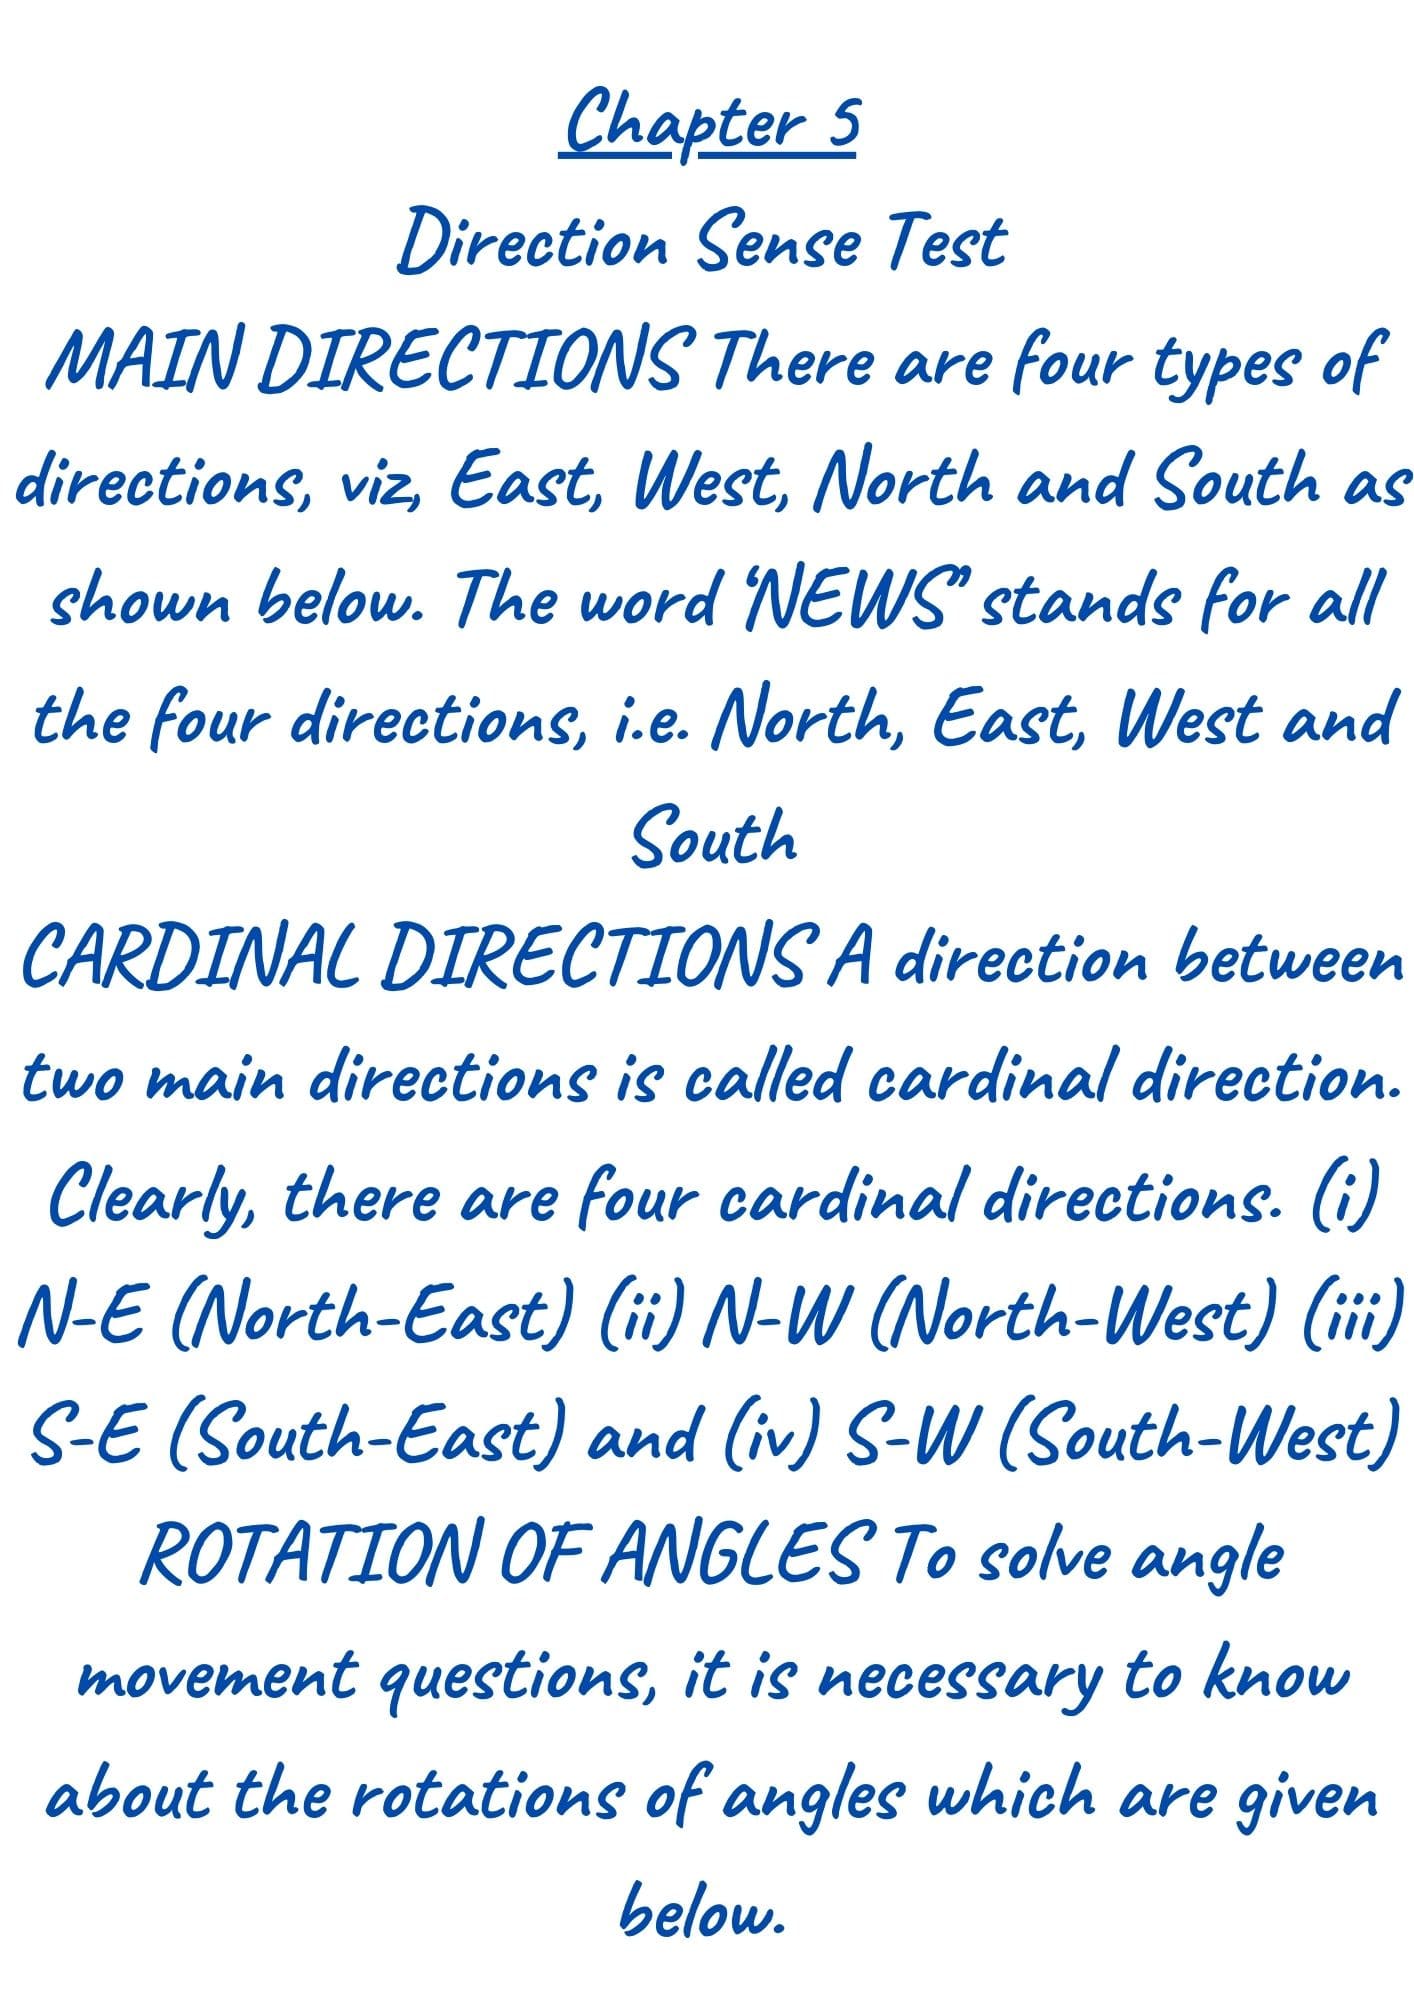 Chapter 5
Direction Sense Test
MAIN DIRECTIONS There are four types of
directions, viz, East, West, North and South as
shown below. The word ‘NEWS’ stands for all
the four directions, i.e. North, East, West and
South
CARDINAL DIRECTIONS A direction between
two main directions is called cardinal direction.
Clearly, there are four cardinal directions. (i)
N-E (North-East) (ii) N-W (North-West) (iii)
S-E (South-East) and (iv) S-W (South-West)
ROTATION OF ANGLES To solve angle
movement questions, it is necessary to know
about the rotations of angles which are given
below.